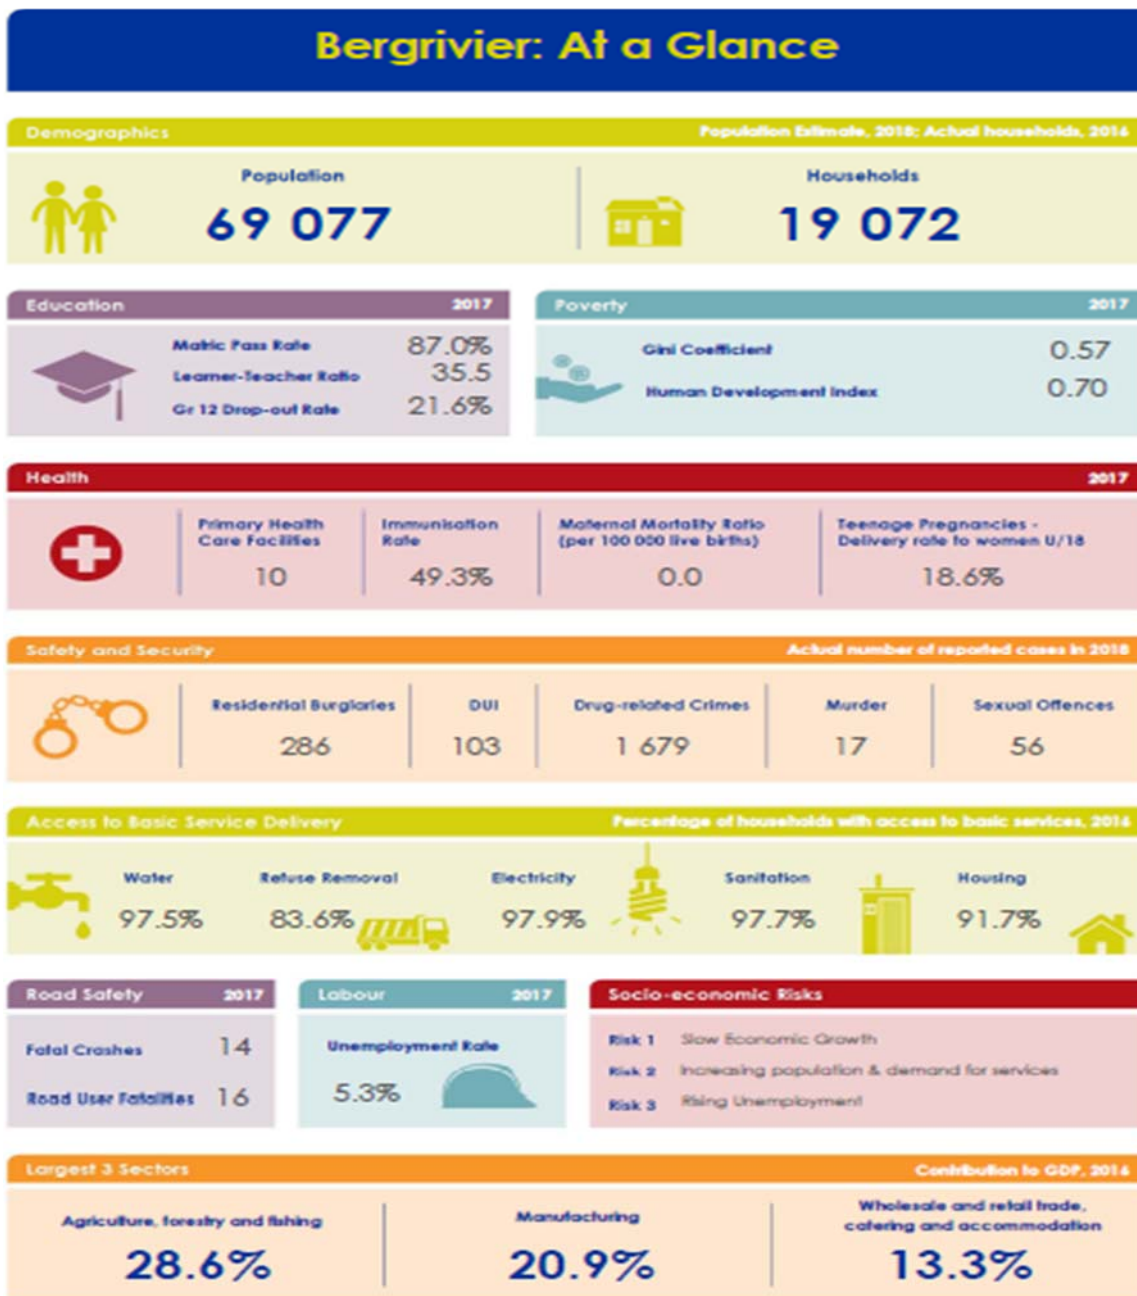 Bergrivier: At a Glance
Demographics Population Estimate, 2018; Actual households, 2016
Population Households
69 077 19 072
Education 2017
Matric Pass Rate 87.0%
Learner-Teacher Ratio 35.5
Gr 12 Drop-out Rate 21.6%
Poverty 2017
Gini Coefficient 0.57
Human Development Index 0.70
Health 2017
Primary Health Care Facilities
10
Immunisation Rate
49.3%
Maternal Mortality Ratio
(per 100 000 live births)
0.0
Teenage Pregnancies -
Delivery rate to women U/18
18.6%
Safety and Security Actual number of reported cases in 2018
Residential Burglaries DUI Drug-related Crimes Murder Sexual Offences
286 103 1 679 17 56
Access to Basic Service Delivery Percentage of households with access to basic services, 2016
Water Refuse Removal Electricity Sanitation Housing
97.5% 83.6% 97.9% 97.7% 91.7%
Road Safety 2017
Fatal Crashes 14
Road User Fatalities 16
Labour 2017
Unemployment Rate
5.3%
Socio-economic Risks
Risk 1 Slow Economic Growth
Risk 2 Increasing population & demand for services
Risk 3 Rising Unemployment
Largest 3 Sectors Contribution to GDP, 2016
Agriculture, forestry and fishing
28.6%
Manufacturing
20.9%
Wholesale and retail trade,
catering and accommodation
13.3%